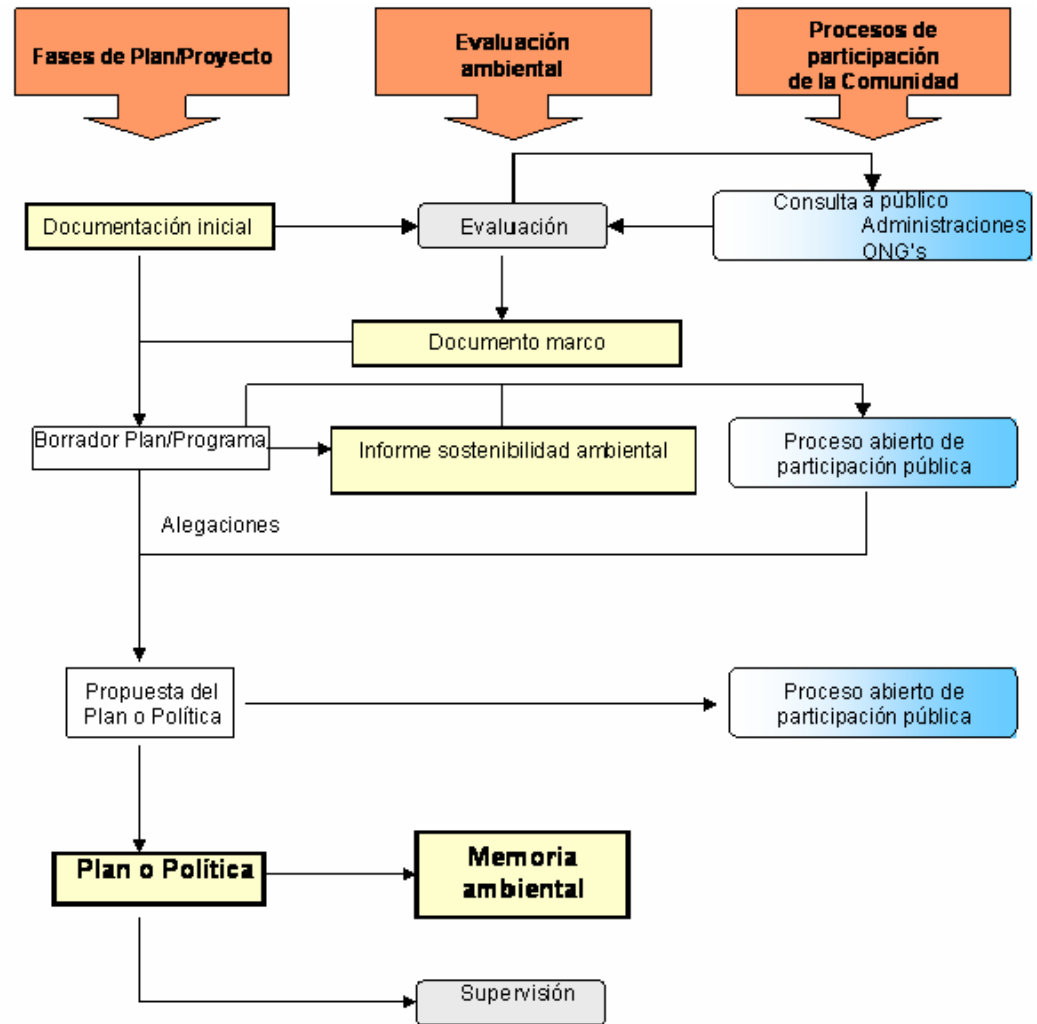 Fases de Plan/Proyecto
Evaluación
ambiental
Procesos de
participación
de la Comunidad
Documentación inicial
Evaluación
Consulta a público
Administraciones
ONG's
Documento marco
Borrador Plan/Programa
Informe sostenibilidad ambiental
Proceso abierto de
participación pública
Alegaciones
Propuesta del
Plan o Política
Proceso abierto de
participación pública
Plan o Política
Memoria
ambiental
Supervisión